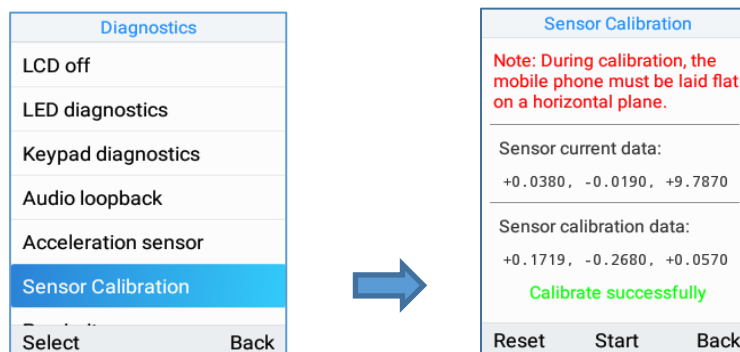 Diagnostics
LCD off
LED diagnostics
Keypad diagnostics
Audio loopback
Acceleration sensor
Sensor Calibration
Select Back
Sensor Calibration
Note: During calibration, the
mobile phone must be laid flat
on a horizontal plane.
Sensor current data:
+0.0380, -0.0190, +9.7870
Sensor calibration data:
+0.1719, -0.2680, +0.0570
Calibrate successfully
Reset Start Back